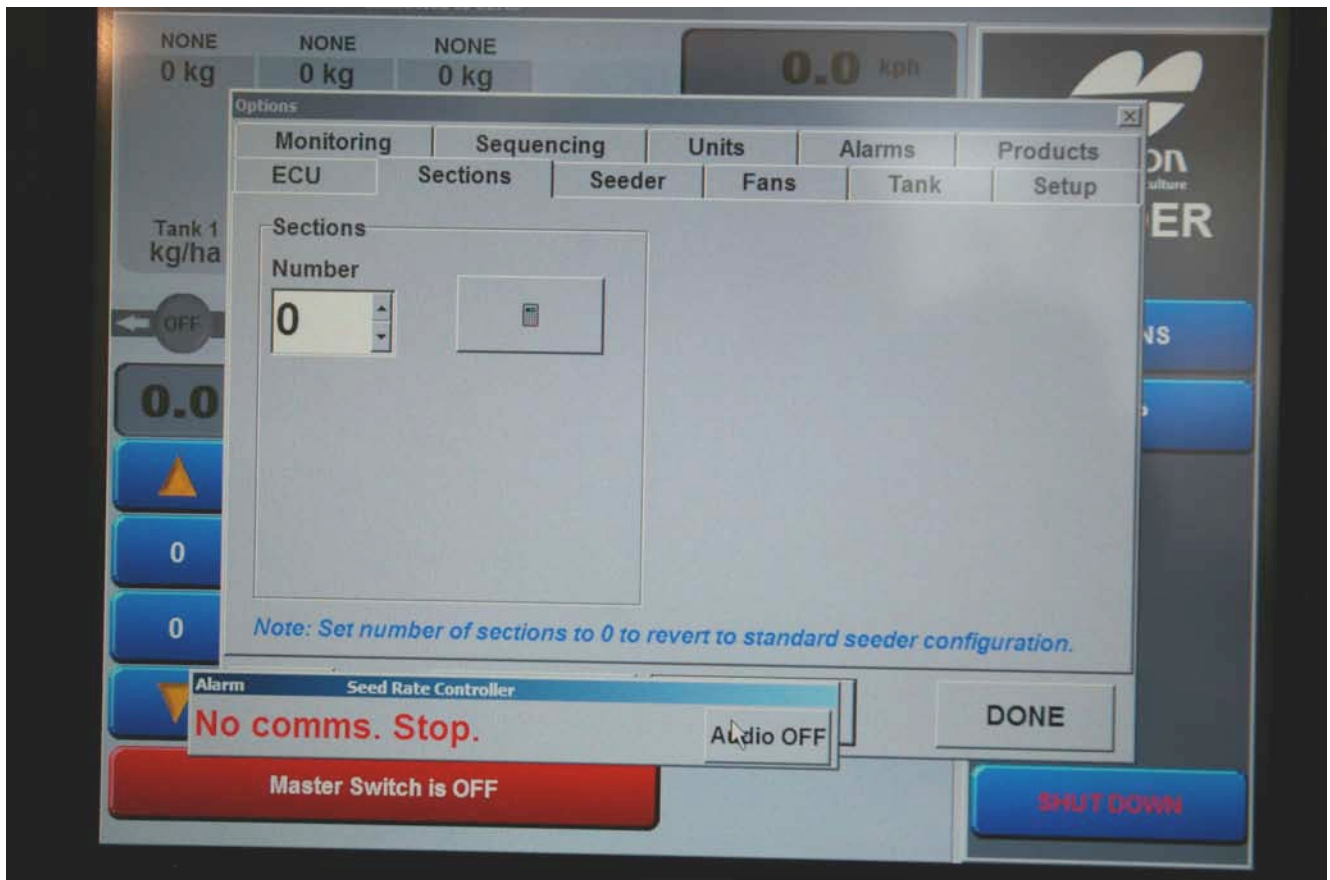 NONE NONE NONE
0 kg 0 kg 0 kg
0.0 kph
Options
Monitoring Sequencing Units Alarms Products
ECU Sections Seeder Fans Tank Setup
Sections
Number
0
Tank 1
kg/ha
OFF
0.0
0
0
Note: Set number of sections to 0 to revert to standard seeder configuration.
Alarm Seed Rate Controller
No comms. Stop.
Audio OFF
DONE
Master Switch is OFF
SHUT DOWN